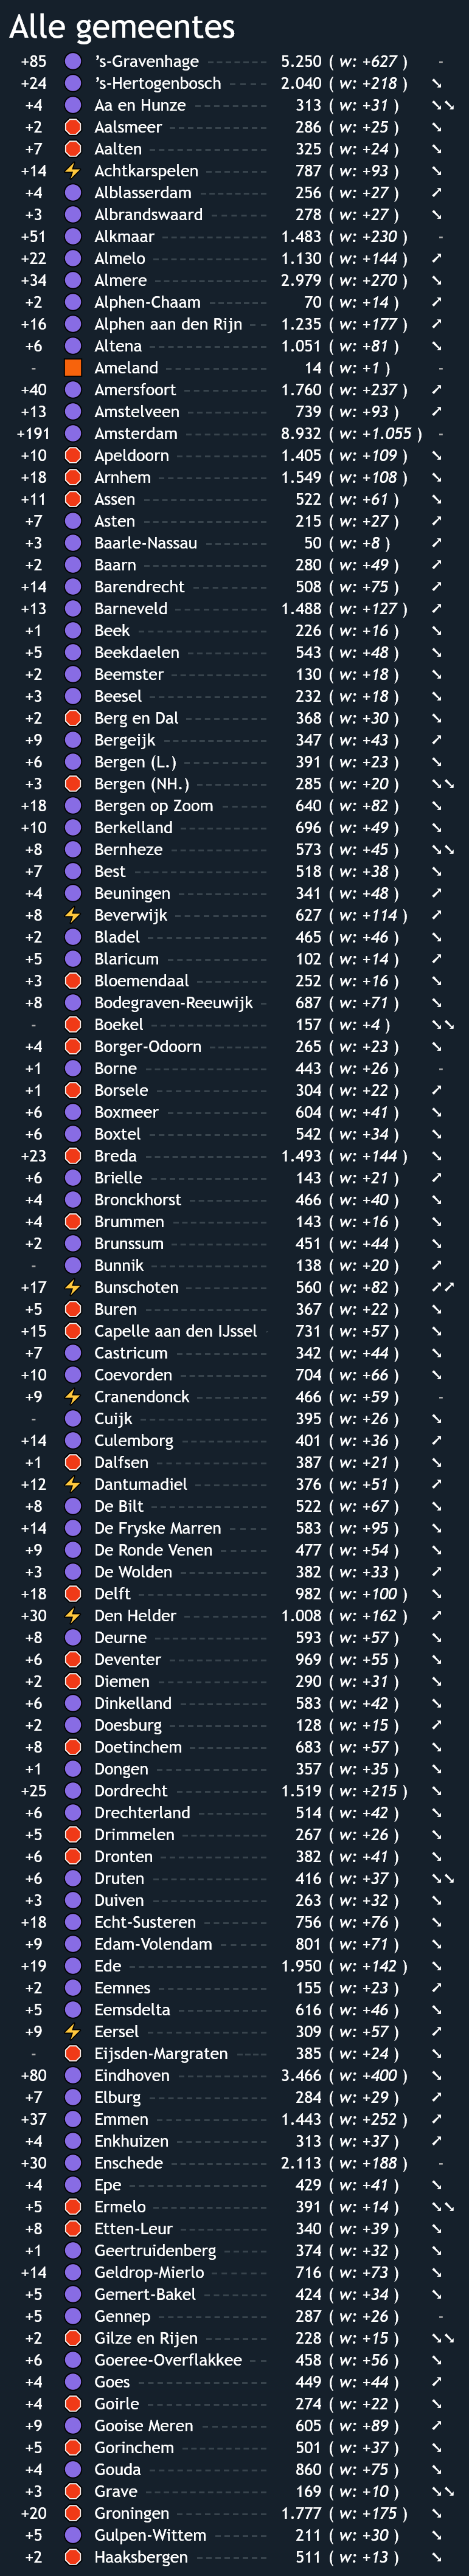 Alle gemeentes
+85 's-Gravenhage 5.250 ( w: +627 ) -
+24 's-Hertogenbosch 2.040 ( w: +218 ) ↘
+4 Aa en Hunze 313 ( w: +31 ) ↘↘
+2 Aalsmeer 286 ( w: +25 ) ↘
+7 Aalten 325 ( w: +24 ) ↘
+14 Achtkarspelen 787 ( w: +93 ) ↘
+4 Alblasserdam 256 ( w: +27 ) ↗
+3 Albrandswaard 278 ( w: +27 ) ↘
+51 Alkmaar 1.483 ( w: +230 ) -
+22 Almelo 1.130 ( w: +144 ) ↗
+34 Almere 2.979 ( w: +270 ) ↘
+2 Alphen-Chaam 70 ( w: +14 ) ↗
+16 Alphen aan den Rijn 1.235 ( w: +177 ) ↗
+6 Altena 1.051 ( w: +81 ) ↘
- Ameland 14 ( w: +1 ) -
+40 Amersfoort 1.760 ( w: +237 ) ↗
+13 Amstelveen 739 ( w: +93 ) ↗
+191 Amsterdam 8.932 ( w: +1.055 ) -
+10 Apeldoorn 1.405 ( w: +109 ) ↘
+18 Arnhem 1.549 ( w: +108 ) ↘
+11 Assen 522 ( w: +61 ) ↘
+7 Asten 215 ( w: +27 ) ↗
+3 Baarle-Nassau 50 ( w: +8 ) ↗
+2 Baarn 280 ( w: +49 ) ↗
+14 Barendrecht 508 ( w: +75 ) ↗
+13 Barneveld 1.488 ( w: +127 ) ↗
+1 Beek 226 ( w: +16 ) ↘
+5 Beekdaelen 543 ( w: +48 ) ↘
+2 Beemster 130 ( w: +18 ) ↘
+3 Beesel 232 ( w: +18 ) ↘
+2 Berg en Dal 368 ( w: +30 ) ↘
+9 Bergeijk 347 ( w: +43 ) ↗
+6 Bergen (L.) 391 ( w: +23 ) ↘
+3 Bergen (NH.) 285 ( w: +20 ) ↘↘
+18 Bergen op Zoom 640 ( w: +82 ) ↘
+10 Berkelland 696 ( w: +49 ) ↘
+8 Bernheze 573 ( w: +45 ) ↘↘
+7 Best 518 ( w: +38 ) ↘
+4 Beuningen 341 ( w: +48 ) ↗
+8 Beverwijk 627 ( w: +114 ) ↗
+2 Bladel 465 ( w: +46 ) ↘
+5 Blaricum 102 ( w: +14 ) ↗
+3 Bloemendaal 252 ( w: +16 ) ↘
+8 Bodegraven-Reeuwijk 687 ( w: +71 ) ↘
- Boekel 157 ( w: +4 ) ↘↘
+4 Borger-Odoorn 265 ( w: +23 ) ↘
+1 Borne 443 ( w: +26 ) -
+1 Borsele 304 ( w: +22 ) ↗
+6 Boxmeer 604 ( w: +41 ) ↘
+6 Boxtel 542 ( w: +34 ) ↘
+23 Breda 1.493 ( w: +144 ) ↘
+6 Brielle 143 ( w: +21 ) ↗
+4 Bronckhorst 466 ( w: +40 ) ↘
+4 Brummen 143 ( w: +16 ) ↘
+2 Brunssum 451 ( w: +44 ) ↘
- Bunnik 138 ( w: +20 ) ↗
+17 Bunschoten 560 ( w: +82 ) ↗↗
+5 Buren 367 ( w: +22 ) ↘
+15 Capelle aan den IJssel 731 ( w: +57 ) ↘
+7 Castricum 342 ( w: +44 ) ↘
+10 Coevorden 704 ( w: +66 ) ↘
+9 Cranendonck 466 ( w: +59 ) -
- Cuijk 395 ( w: +26 ) ↘
+14 Culemborg 401 ( w: +36 ) ↗
+1 Dalfsen 387 ( w: +21 ) ↘
+12 Dantumadiel 376 ( w: +51 ) ↗
+8 De Bilt 522 ( w: +67 ) ↘
+14 De Fryske Marren 583 ( w: +95 ) ↘
+9 De Ronde Venen 477 ( w: +54 ) ↘
+3 De Wolden 382 ( w: +33 ) ↗
+18 Delft 982 ( w: +100 ) ↘
+30 Den Helder 1.008 ( w: +162 ) ↗
+8 Deurne 593 ( w: +57 ) ↘
+6 Deventer 969 ( w: +55 ) ↘
+2 Diemen 290 ( w: +31 ) ↘
+6 Dinkelland 583 ( w: +42 ) ↘
+2 Doesburg 128 ( w: +15 ) ↗
+8 Doetinchem 683 ( w: +57 ) ↘
+1 Dongen 357 ( w: +35 ) ↘
+25 Dordrecht 1.519 ( w: +215 ) ↘
+6 Drechterland 514 ( w: +42 ) ↘
+5 Drimmelen 267 ( w: +26 ) ↘
+6 Dronten 382 ( w: +41 ) ↘
+6 Druten 416 ( w: +37 ) ↘↘
+3 Duiven 263 ( w: +32 ) ↘
+18 Echt-Susteren 756 ( w: +76 ) ↘
+9 Edam-Volendam 801 ( w: +71 ) ↘
+19 Ede 1.950 ( w: +142 ) ↘
+2 Eemnes 155 ( w: +23 ) ↗
+5 Eemsdelta 616 ( w: +46 ) ↘
+9 Eersel 309 ( w: +57 ) ↗
- Eijsden-Margraten 385 ( w: +24 ) ↘
+80 Eindhoven 3.466 ( w: +400 ) ↘
+7 Elburg 284 ( w: +29 ) ↗
+37 Emmen 1.443 ( w: +252 ) ↗
+4 Enkhuizen 313 ( w: +37 ) ↗
+30 Enschede 2.113 ( w: +188 ) -
+4 Epe 429 ( w: +41 ) ↘
+5 Ermelo 391 ( w: +14 ) ↘↘
+8 Etten-Leur 340 ( w: +39 ) ↘
+1 Geertruidenberg 374 ( w: +32 ) ↘
+14 Geldrop-Mierlo 716 ( w: +73 ) ↘
+5 Gemert-Bakel 424 ( w: +34 ) ↘
+5 Gennep 287 ( w: +26 ) -
+2 Gilze en Rijen 228 ( w: +15 ) ↘↘
+6 Goeree-Overflakkee 458 ( w: +56 ) ↘
+4 Goes 449 ( w: +44 ) ↗
+4 Goirle 274 ( w: +22 ) ↘
+9 Gooise Meren 605 ( w: +89 ) ↗
+5 Gorinchem 501 ( w: +37 ) ↘
+4 Gouda 860 ( w: +75 ) ↘
+3 Grave 169 ( w: +10 ) ↘↘
+20 Groningen 1.777 ( w: +175 ) ↘
+5 Gulpen-Wittem 211 ( w: +30 ) ↘
+2 Haaksbergen 511 ( w: +13 ) ↘